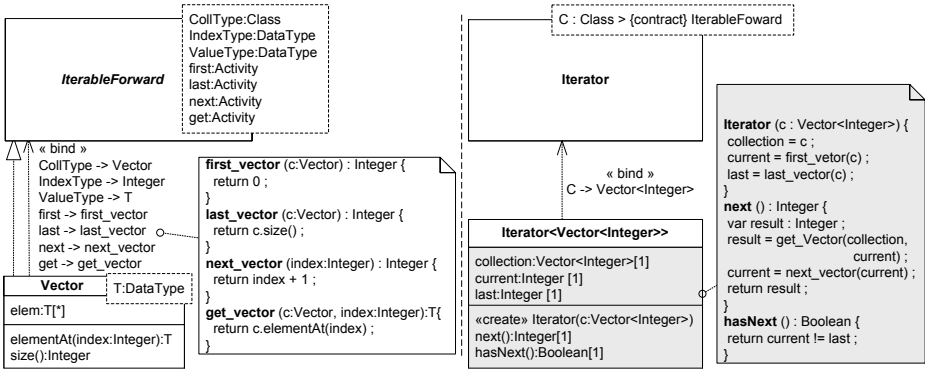 CollType:Class
IndexType:DataType
ValueType:DataType
first:Activity
last:Activity
next:Activity
get:Activity
IterableForward
« bind »
CollType -> Vector
IndexType -> Integer
ValueType -> T
first -> first_vector
last -> last_vector
next -> next_vector
get -> get_vector
first_vector (c:Vector) : Integer {
return 0 ;
}
last_vector (c:Vector) : Integer {
return c.size() ;
}
next_vector (index:Integer) : Integer {
return index + 1 ;
}
get_vector (c:Vector, index:Integer):T{
return c.elementAt(index) ;
}
Vector
T:DataType
elem:T[*]
elementAt(index:Integer):T
size():Integer
C : Class > {contract} IterableFoward
Iterator
« bind »
C -> Vector<Integer>
Iterator<Vector<Integer>>
collection:Vector<Integer>[1]
current:Integer [1]
last:Integer [1]
«create» Iterator(c:Vector<Integer>)
next():Integer[1]
hasNext():Boolean[1]
Iterator (c : Vector<Integer>) {
collection = c ;
current = first_vetor(c) ;
last = last_vector(c) ;
}
next () : Integer {
var result : Integer ;
result = get_Vector(collection,
current) ;
current = next_vector(current) ;
return result ;
}
hasNext () : Boolean {
return current != last ;
}